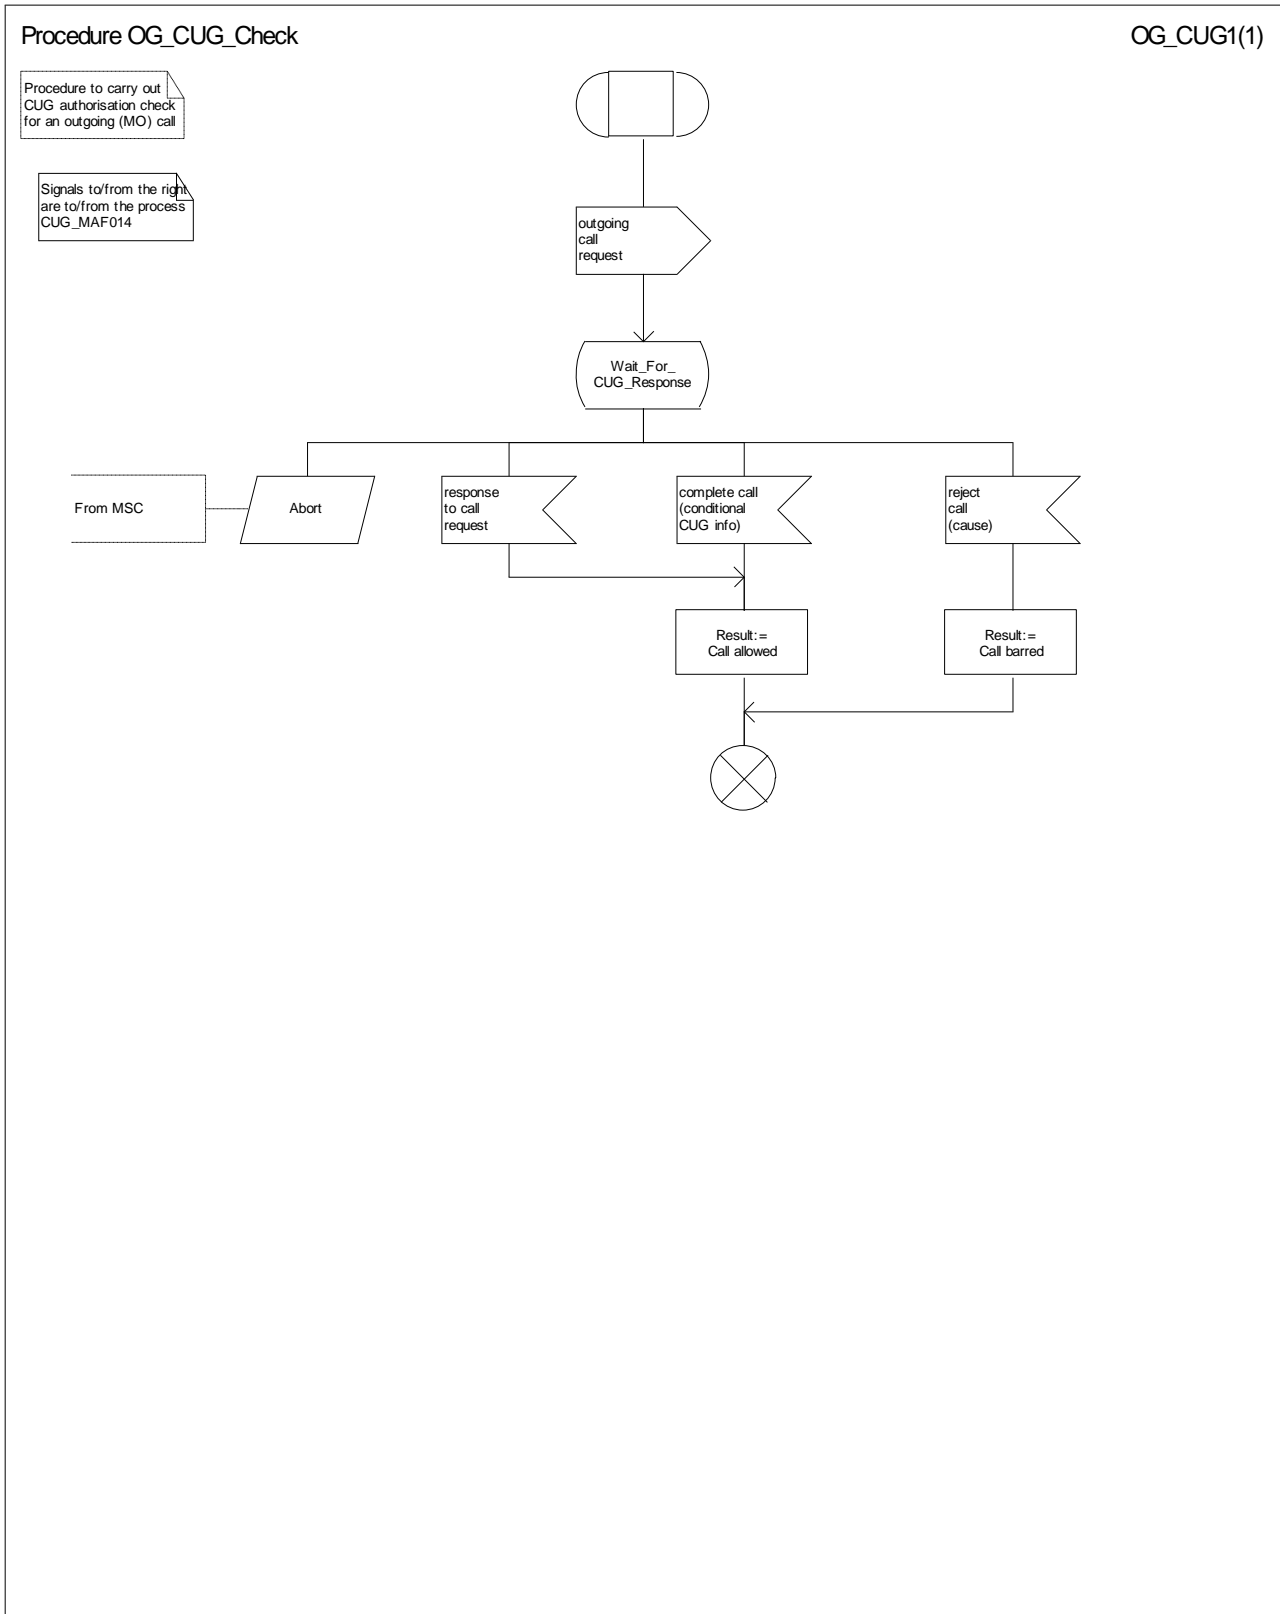 Procedure OG_CUG_Check
OG_CUG1(1)
Procedure to carry out
CUG authorisation check
for an outgoing (MO) call
Signals to/from the right
are to/from the process
CUG_MAF014
outgoing
call
request
Wait_For_
CUG_Response
From MSC
Abort
response
to call
request
complete call
(conditional
CUG info)
reject
call
(cause)
Result:=
Call allowed
Result:=
Call barred